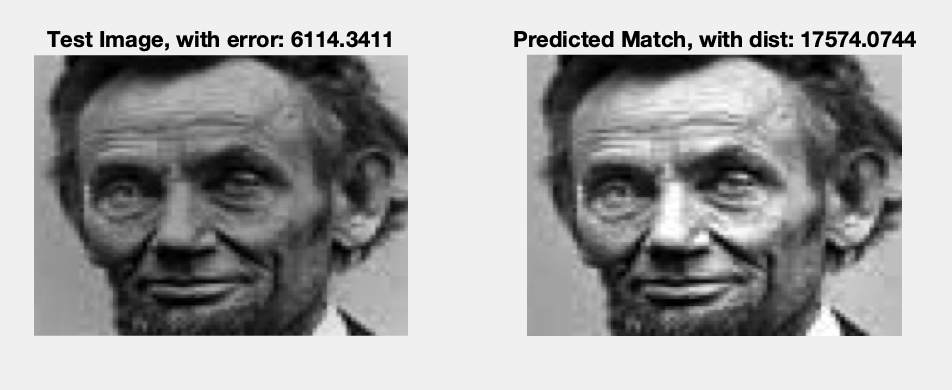 Test Image, with error: 6114.3411
Predicted Match, with dist: 17574.0744